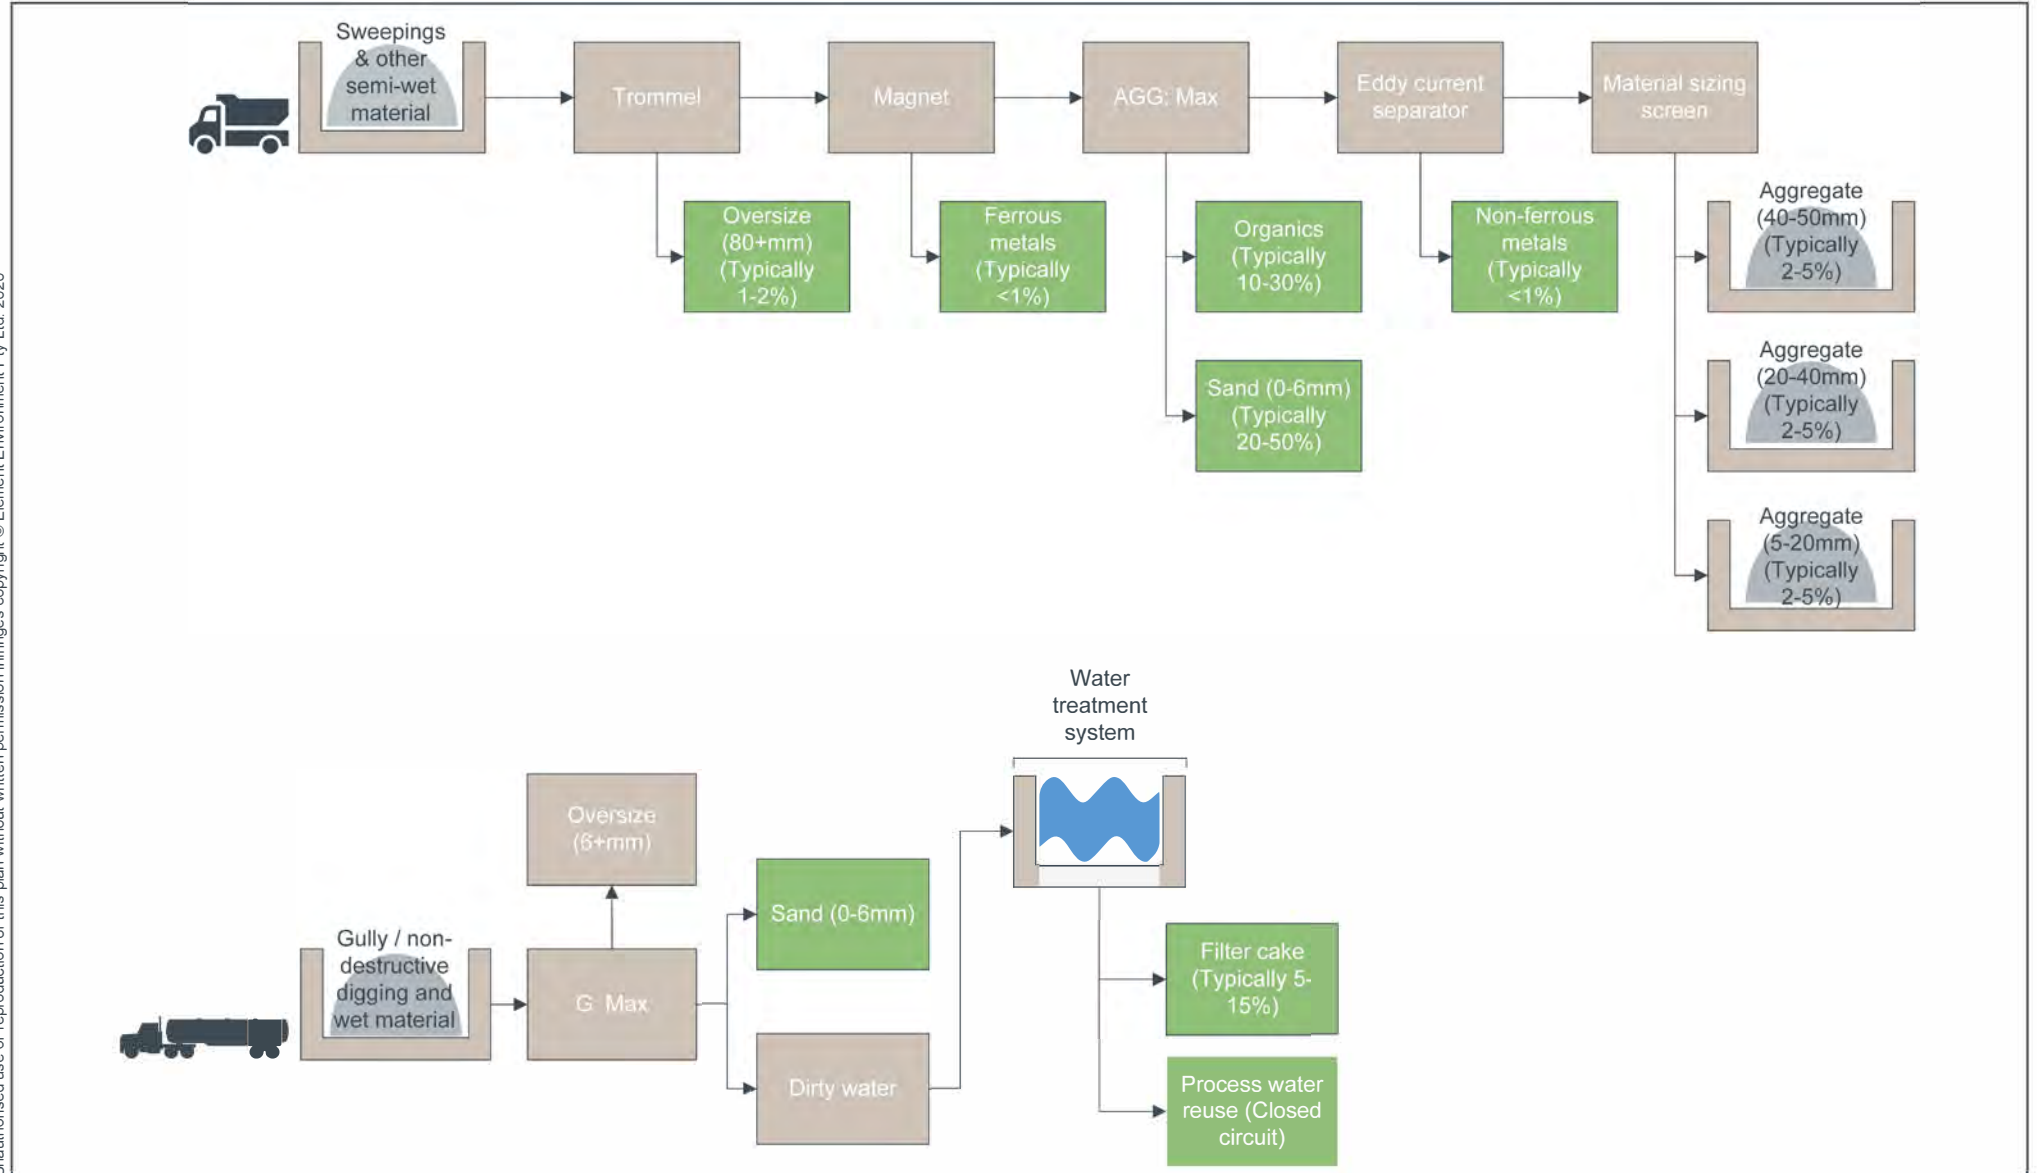 Sweepings
& other
semi-wet
material
Trommel
Magnet
AGG: Max
Eddy current
separator
Material sizing
screen
Oversize
(80+mm)
(Typically
1-2%)
Ferrous
metals
(Typically
<1%)
Organics
(Typically
10-30%)
Non-ferrous
metals
(Typically
<1%)
Aggregate
(40-50mm)
(Typically
2-5%)
Sand (0-6mm)
(Typically
20-50%)
Aggregate
(20-40mm)
(Typically
2-5%)
Aggregate
(5-20mm)
(Typically
2-5%)
Water
treatment
system
Oversize
(6+mm)
Sand (0-6mm)
Gully / non-
destructive
digging and
wet material
G: Max
Dirty water
Filter cake
(Typically 5-
15%)
Process water
reuse (Closed
circuit)